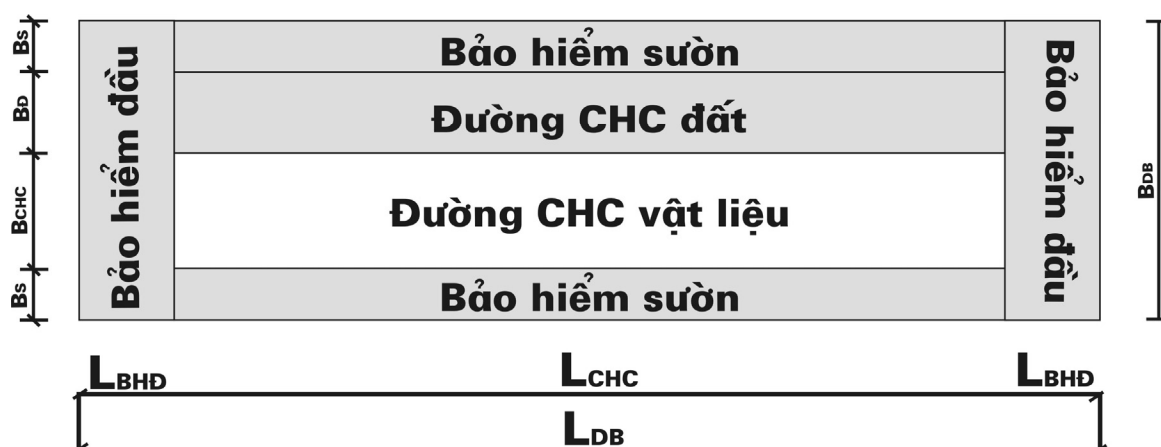 Bs
BĐ
BCHC
Bs
Bảo hiểm đầu
Bảo hiểm sườn
Đường CHC đất
Đường CHC vật liệu
Bảo hiểm sườn
Bảo hiểm đầu
BDB
LBHĐ
LCHC
LBHĐ
LDB